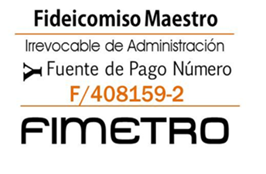 Fideicomiso Maestro
Irrevocable de Administración
Y Fuente de Pago Número
F/408159-2
FIMETRO